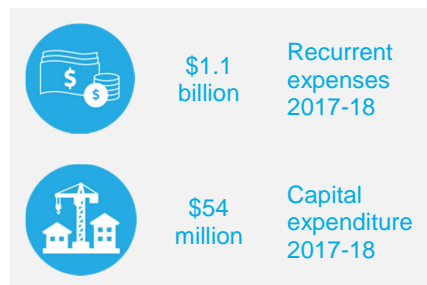 $
$
$1.1
billion
Recurrent
expenses
2017-18
$54
million
Capital
expenditure
2017-18